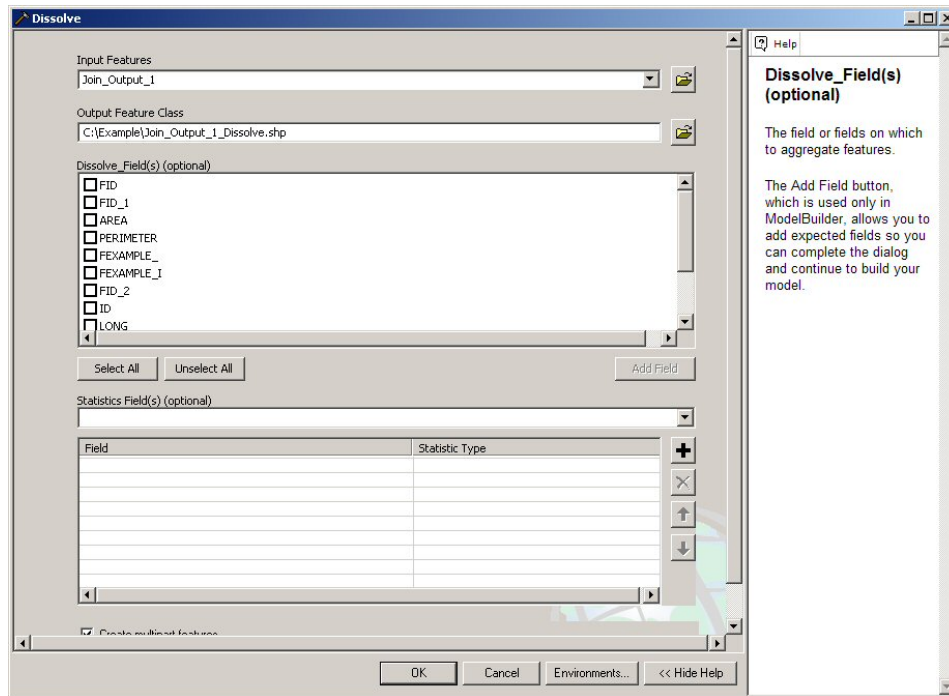 Dissolve
Input Features
Join_Output_1
Output Feature Class
C:\Example\Join_Output_1_Dissolve.shp
Dissolve_Field(s) (optional)
FID
FID_1
AREA
PERIMETER
FEXAMPLE_
FEXAMPLE_I
FID_2
ID
LONG
Select All
Unselect All
Add Field
Statistics Field(s) (optional)
Field
Statistic Type
Create multipart features
OK
Cancel
Environments...
<< Hide Help
Help
Dissolve_Field(s)
(optional)
The field or fields on which
to aggregate features.
The Add Field button,
which is used only in
ModelBuilder, allows you to
add expected fields so you
can complete the dialog
and continue to build your
model.